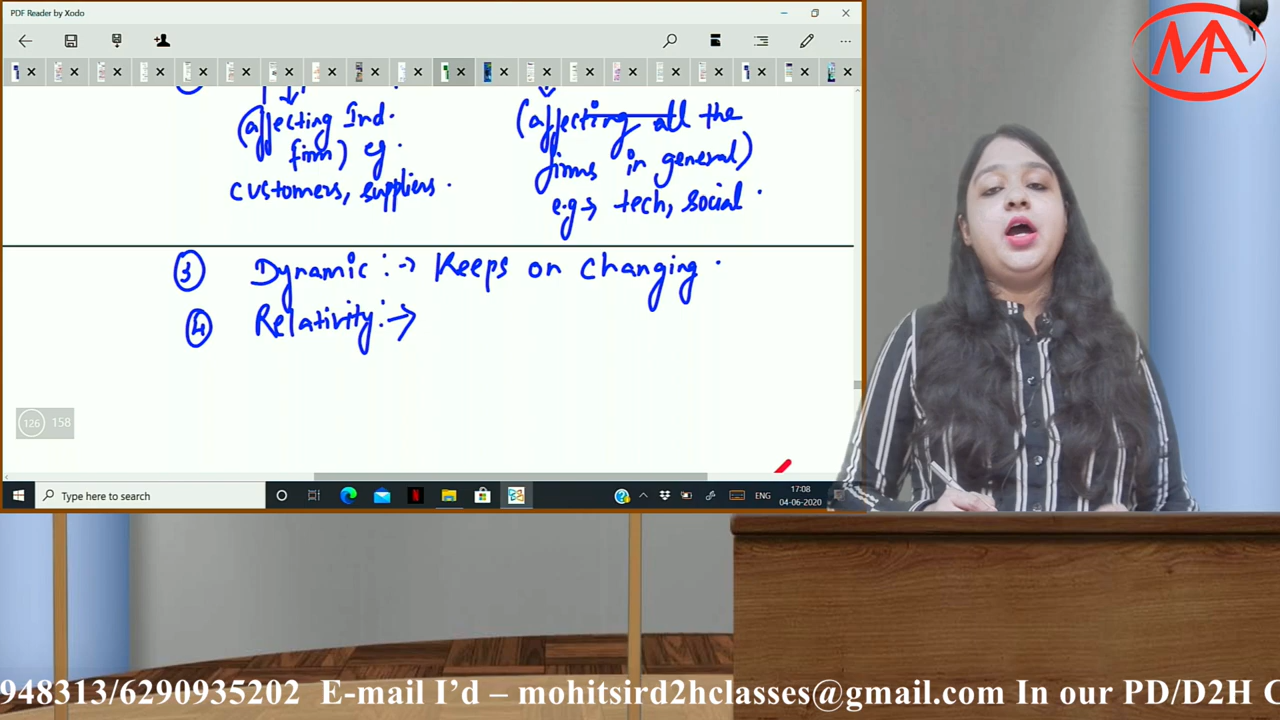 PDF Reader by Xodo
MA
(affecting Ind.
firm) eg.
customers, suppliers.
(affecting all the
firms in general)
e.g → tech, social.
③ Dynamic :→ Keeps on Changing.
④ Relativity :→
126 158
Type here to search
ENG
17:08
04-06-2020
948313/6290935202 E-mail I’d – mohitsird2hclasses@gmail.com In our PD/D2H C